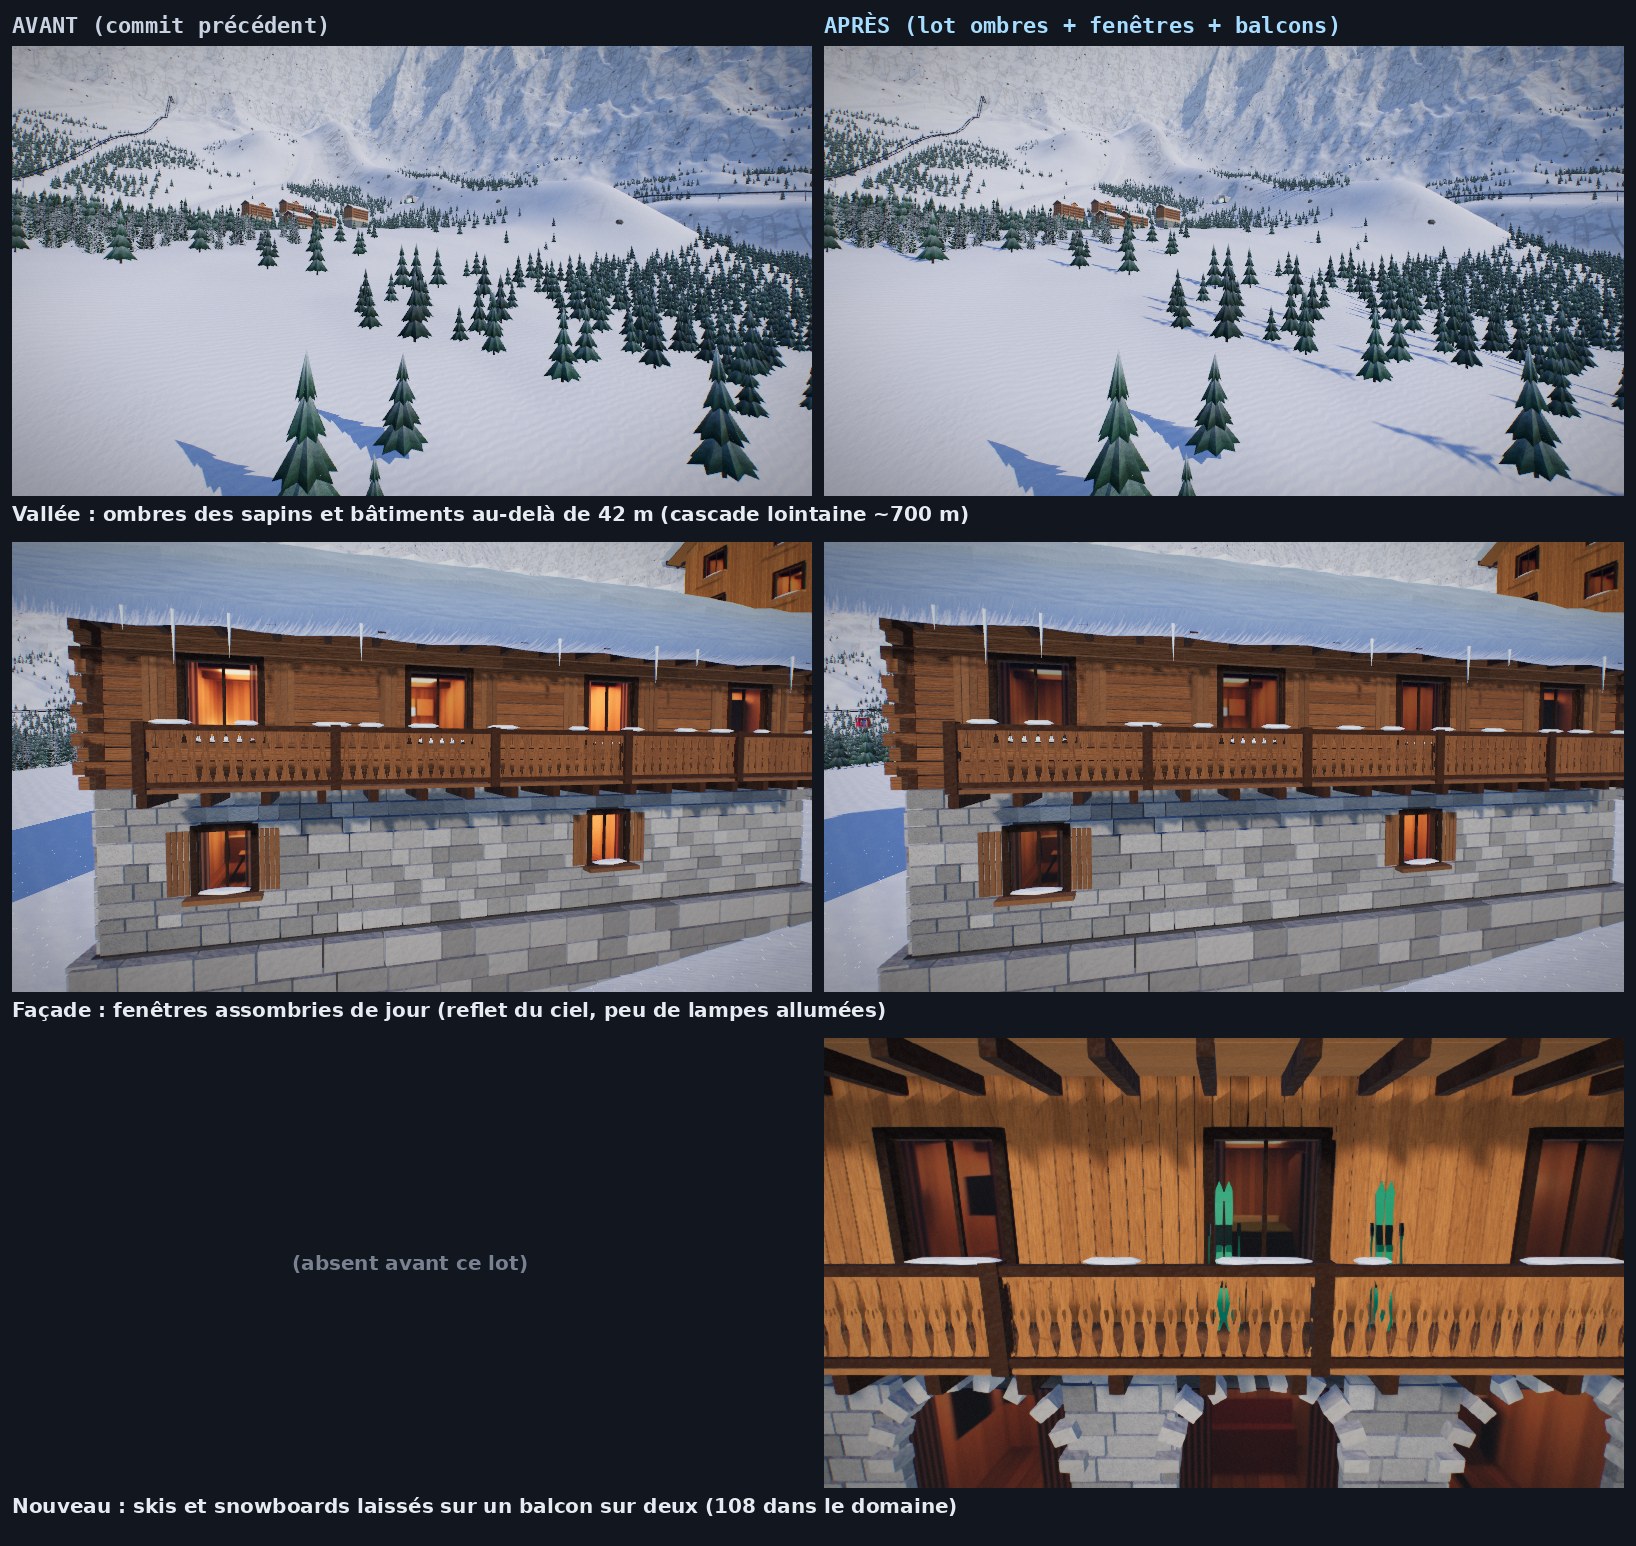 AVANT (commit précédent)
APRÈS (lot ombres + fenêtres + balcons)
Vallée : ombres des sapins et bâtiments au-delà de 42 m (cascade lointaine ~700 m)
Façade : fenêtres assombries de jour (reflet du ciel, peu de lampes allumées)
(absent avant ce lot)
Nouveau : skis et snowboards laissés sur un balcon sur deux (108 dans le domaine)